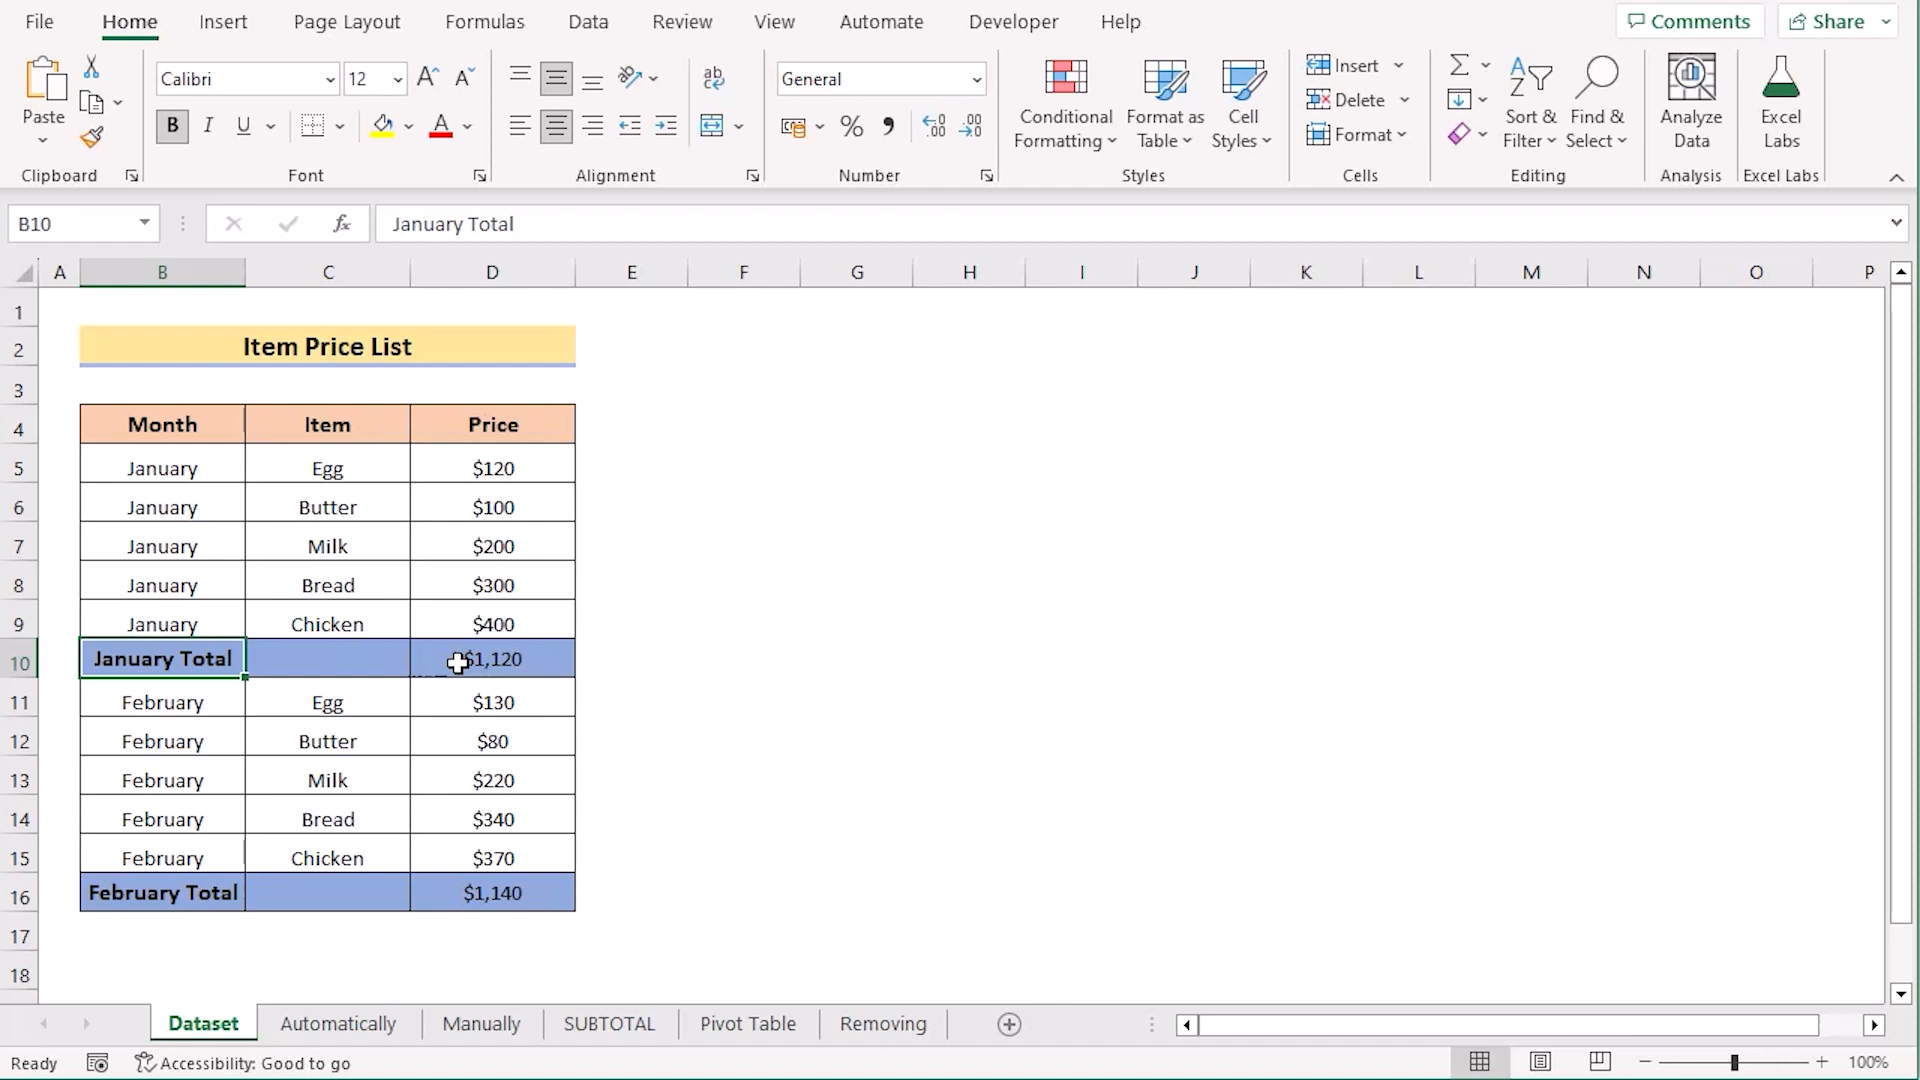 File Home Insert Page Layout Formulas Data Review View Automate Developer Help Comments Share
Paste
Clipboard
Calibri 12
B I U A
Font
ab
Alignment
General
% 9
Number
Conditional Formatting
Format as Table
Cell Styles
Styles
Insert
Delete
Format
Cells
Sort & Filter
Find & Select
Editing
Analyze Data
Analysis
Excel Labs
Excel Labs
B10 fx January Total
A B C D E F G H I J K L M N O P
1
2 Item Price List
3
4 Month Item Price
5 January Egg $120
6 January Butter $100
7 January Milk $200
8 January Bread $300
9 January Chicken $400
10 January Total $1,120
11 February Egg $130
12 February Butter $80
13 February Milk $220
14 February Bread $340
15 February Chicken $370
16 February Total $1,140
17
18
Dataset Automatically Manually SUBTOTAL Pivot Table Removing
Ready Accessibility: Good to go 100%